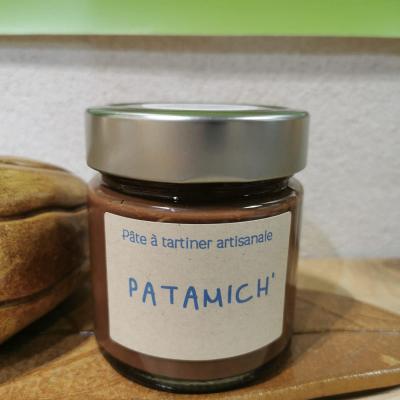 Pâte à tartiner artisanale
PATAMICH'